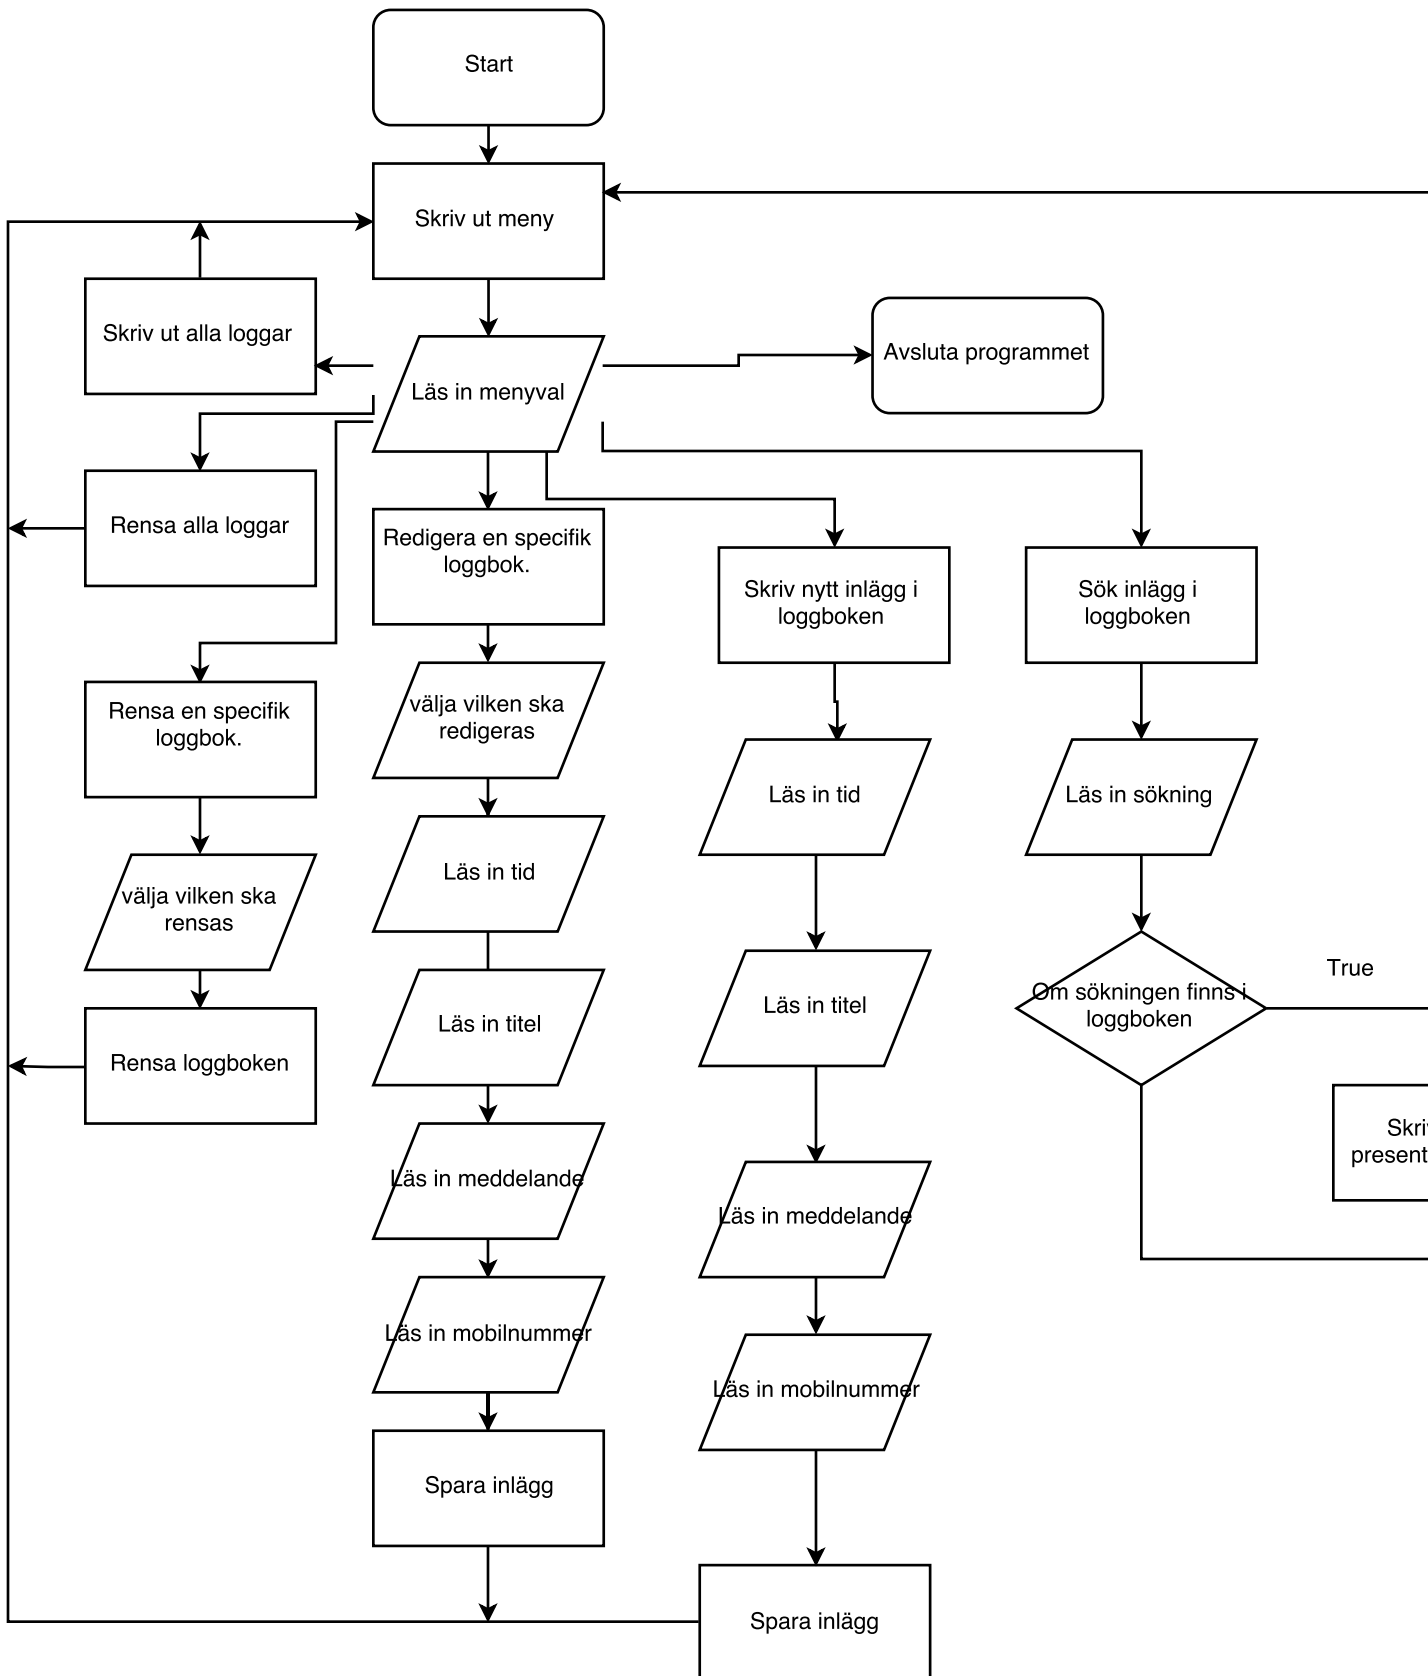 Start
Skriv ut meny
Skriv ut alla loggar
Avsluta programmet
Läs in menyval
Rensa alla loggar
Redigera en specifik
loggbok.
Skriv nytt inlägg i
loggboken
Sök inlägg i
loggboken
Rensa en specifik
loggbok.
välja vilken ska
redigeras
Läs in tid
Läs in sökning
Läs in tid
välja vilken ska
rensas
True
Om sökningen finns i
loggboken
Läs in titel
Läs in titel
Rensa loggboken
Läs in meddelande
Läs in meddelande
Läs in mobilnummer
Läs in mobilnummer
Spara inlägg
Spara inlägg